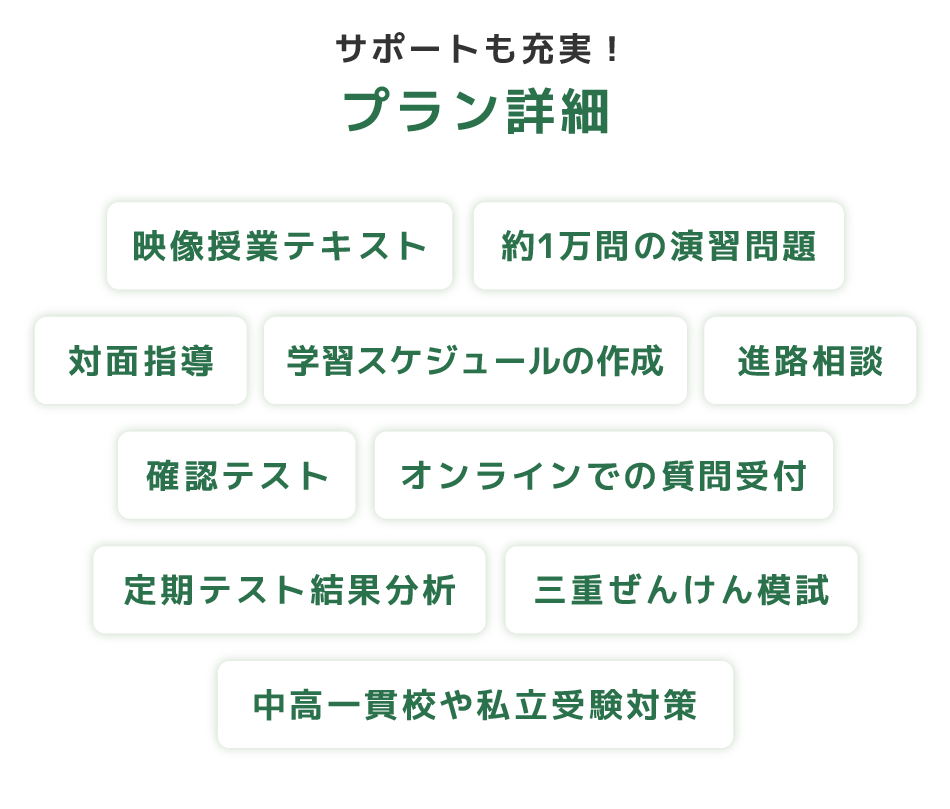 サポートも充実！
プラン詳細
映像授業テキスト
約1万問の演習問題
対面指導
学習スケジュールの作成
進路相談
確認テスト
オンラインでの質問受付
定期テスト結果分析
三重ぜんけん模試
中高一貫校や私立受験対策